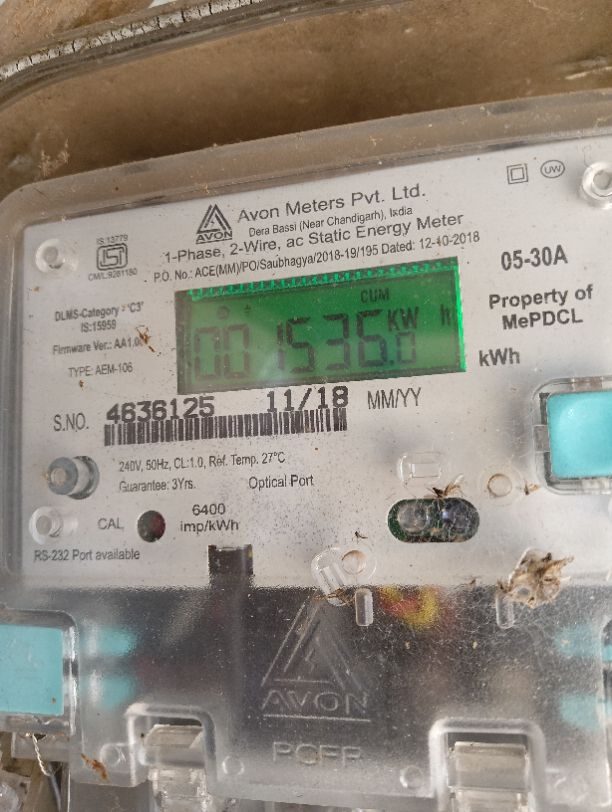 Avon Meters Pvt. Ltd.
AVON
Dera Bassi (Near Chandigarh), India
1-Phase, 2-Wire, ac Static Energy Meter
P.O. No.: ACE(MM)/PO/Saubhagya/2018-19/195 Dated: 12-10-2018
UW
IS 13779
ISI
CM/L:9261150
05-30A
Property of
MePDCL
DLMS-Category - 'C3'
IS:15959
Firmware Ver.: AA1.0
TYPE: AEM-106
CUM
001536.0 KW h
kWh
S.NO. 4636125 11/18 MM/YY
240V, 50Hz, CL:1.0, Ref. Temp. 27°C
Guarantee: 3Yrs. Optical Port
CAL
6400
imp/kWh
RS-232 Port available
AVON